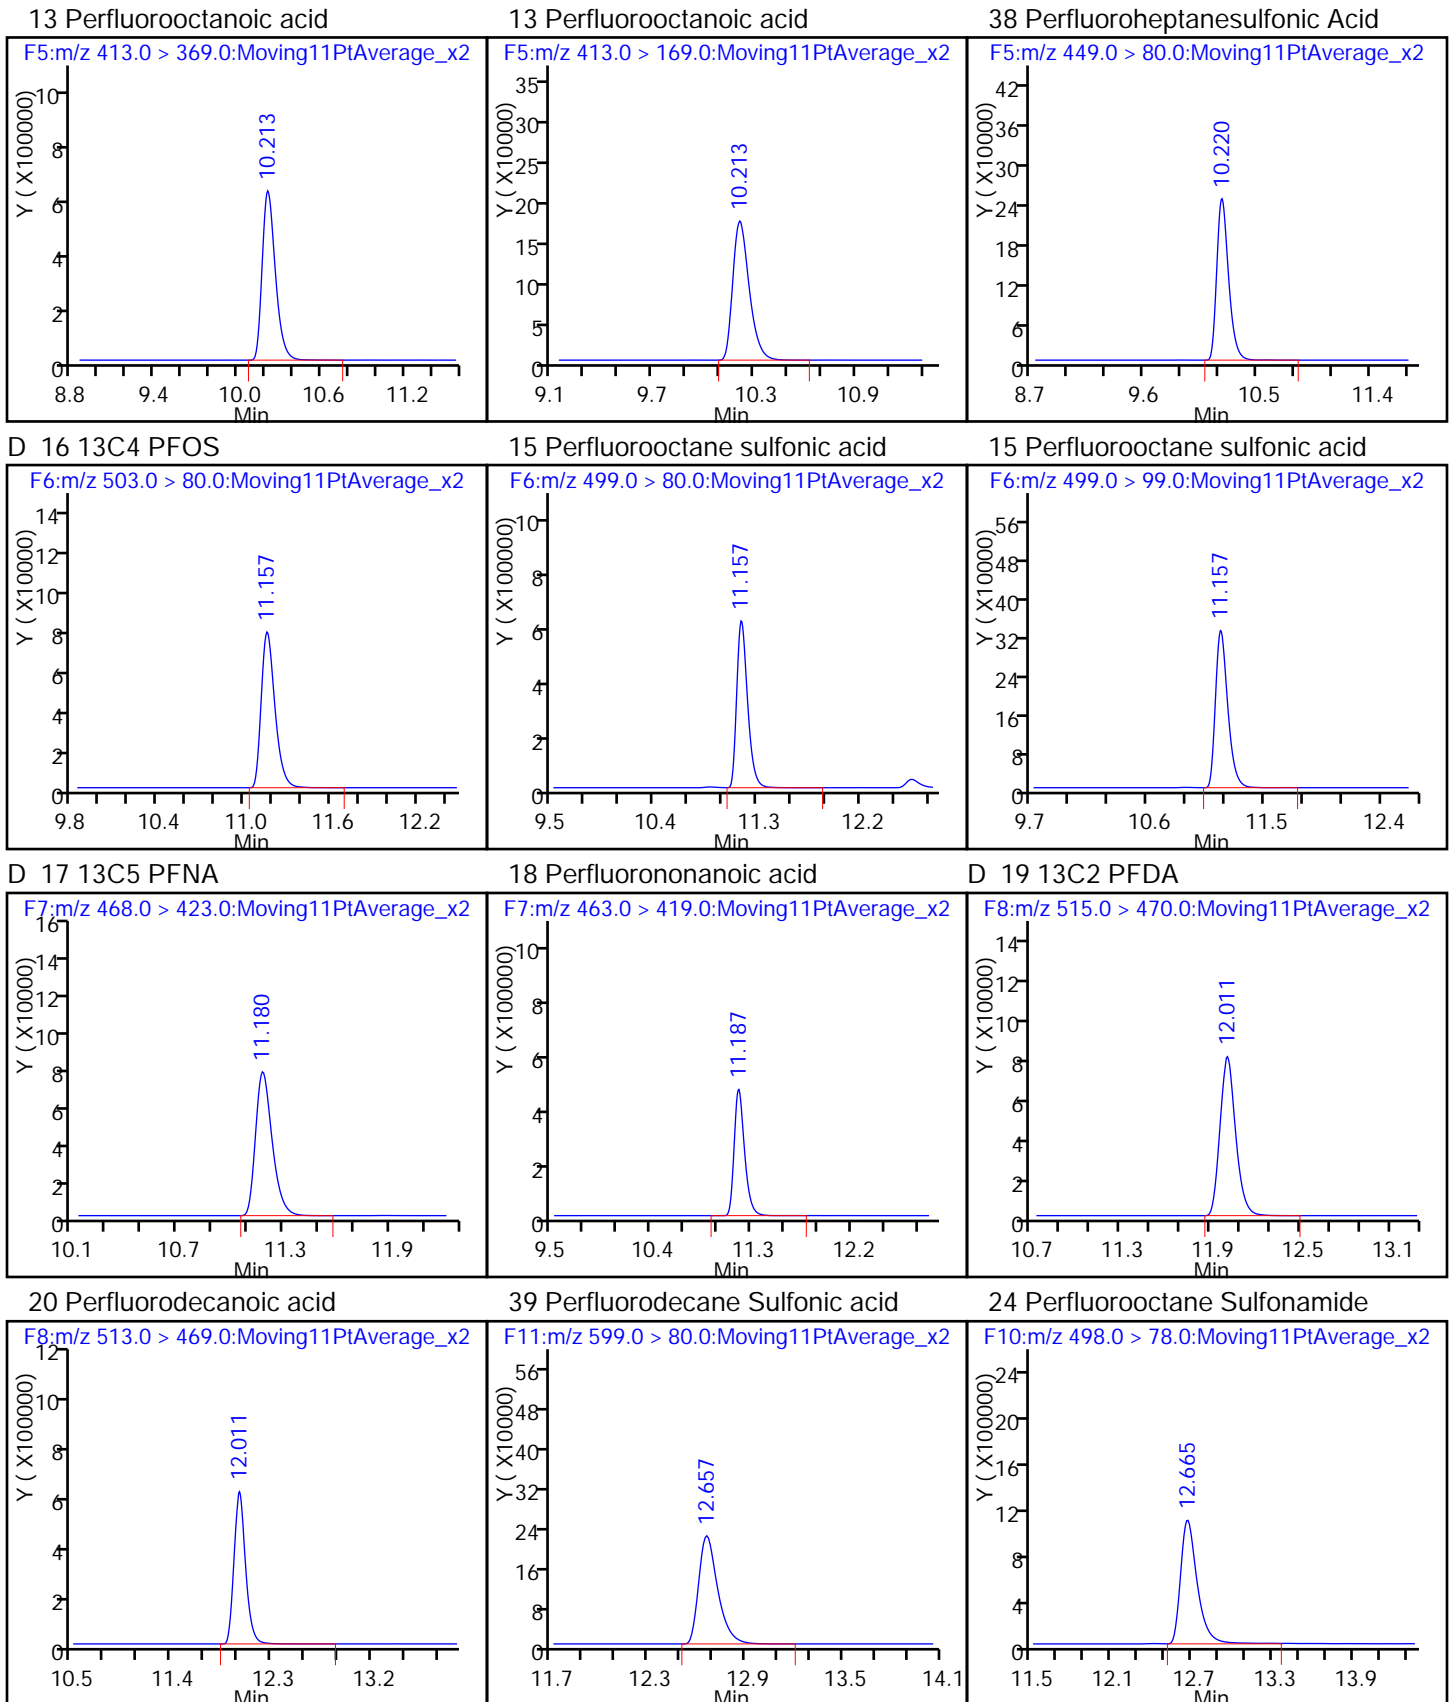 13 Perfluorooctanoic acid
F5:m/z 413.0 > 369.0:Moving11PtAverage_x2
Y ( X100000)
10
8
6
4
2
0
10.213
8.8 9.4 10.0 10.6 11.2
Min
13 Perfluorooctanoic acid
F5:m/z 413.0 > 169.0:Moving11PtAverage_x2
Y ( X10000)
35
30
25
20
15
10
5
0
10.213
9.1 9.7 10.3 10.9
Min
38 Perfluoroheptanesulfonic Acid
F5:m/z 449.0 > 80.0:Moving11PtAverage_x2
Y ( X10000)
42
36
30
24
18
12
6
0
10.220
8.7 9.6 10.5 11.4
Min
D 16 13C4 PFOS
F6:m/z 503.0 > 80.0:Moving11PtAverage_x2
Y ( X10000)
14
12
10
8
6
4
2
0
11.157
9.8 10.4 11.0 11.6 12.2
Min
15 Perfluorooctane sulfonic acid
F6:m/z 499.0 > 80.0:Moving11PtAverage_x2
Y ( X100000)
10
8
6
4
2
0
11.157
9.5 10.4 11.3 12.2
Min
15 Perfluorooctane sulfonic acid
F6:m/z 499.0 > 99.0:Moving11PtAverage_x2
Y ( X10000)
56
48
40
32
24
16
8
0
11.157
9.7 10.6 11.5 12.4
Min
D 17 13C5 PFNA
F7:m/z 468.0 > 423.0:Moving11PtAverage_x2
Y ( X10000)
16
14
12
10
8
6
4
2
0
11.180
10.1 10.7 11.3 11.9
Min
18 Perfluorononanoic acid
F7:m/z 463.0 > 419.0:Moving11PtAverage_x2
Y ( X100000)
10
8
6
4
2
0
11.187
9.5 10.4 11.3 12.2
Min
D 19 13C2 PFDA
F8:m/z 515.0 > 470.0:Moving11PtAverage_x2
Y ( X10000)
14
12
10
8
6
4
2
0
12.011
10.7 11.3 11.9 12.5 13.1
Min
20 Perfluorodecanoic acid
F8:m/z 513.0 > 469.0:Moving11PtAverage_x2
Y ( X100000)
12
10
8
6
4
2
0
12.011
10.5 11.4 12.3 13.2
Min
39 Perfluorodecane Sulfonic acid
F11:m/z 599.0 > 80.0:Moving11PtAverage_x2
Y ( X10000)
56
48
40
32
24
16
8
0
12.657
11.7 12.3 12.9 13.5 14.1
Min
24 Perfluorooctane Sulfonamide
F10:m/z 498.0 > 78.0:Moving11PtAverage_x2
Y ( X100000)
24
20
16
12
8
4
0
12.665
11.5 12.1 12.7 13.3 13.9
Min